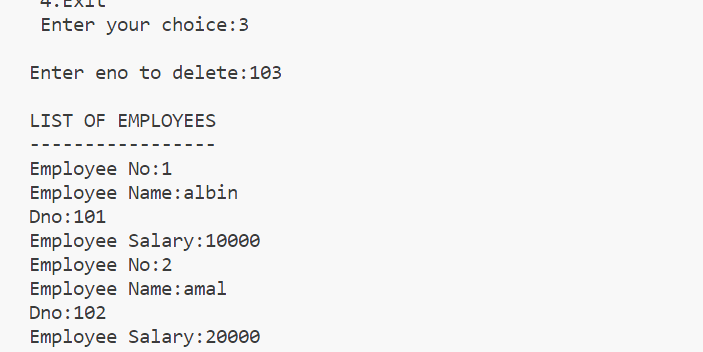 4.Exit
Enter your choice:3
Enter eno to delete:103
LIST OF EMPLOYEES
-----------------
Employee No:1
Employee Name:albin
Dno:101
Employee Salary:10000
Employee No:2
Employee Name:amal
Dno:102
Employee Salary:20000